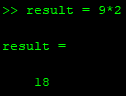 >> result = 9*2
result =
18